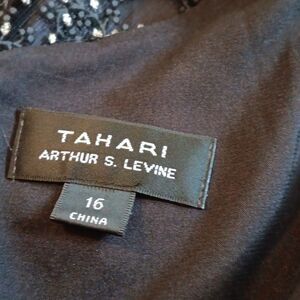 TAHARI
ARTHUR S. LEVINE
16
CHINA